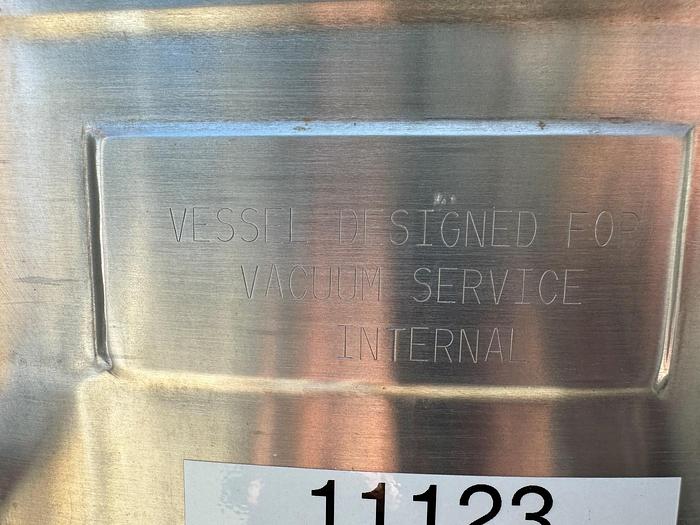 VESSEL DESIGNED FOR
VACUUM SERVICE
INTERNAL
11123